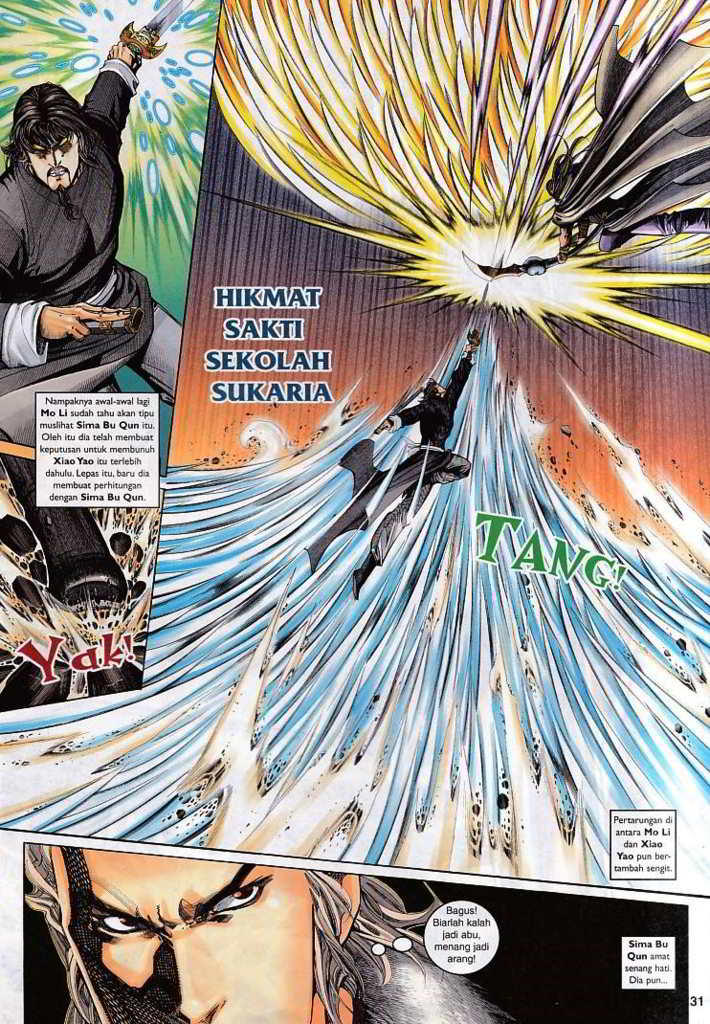 Nampaknya awal-awal lagi
Mo Li sudah tahu akan tipu
muslihat Sima Bu Qun itu.
Oleh itu dia telah membuat
keputusan untuk membunuh
Xiao Yao itu terlebih
dahulu. Lepas itu, baru dia
membuat perhitungan
dengan Sima Bu Qun.
Yak!
HIKMAT
SAKTI
SEKOLAH
SUKARIA
TANG!
Pertarungan di
antara Mo Li
dan Xiao
Yao pun ber-
tambah sengit.
Bagus!
Biarlah kalah
jadi abu,
menang jadi
arang!
Sima Bu
Qun amat
senang hati.
Dia pun...
31